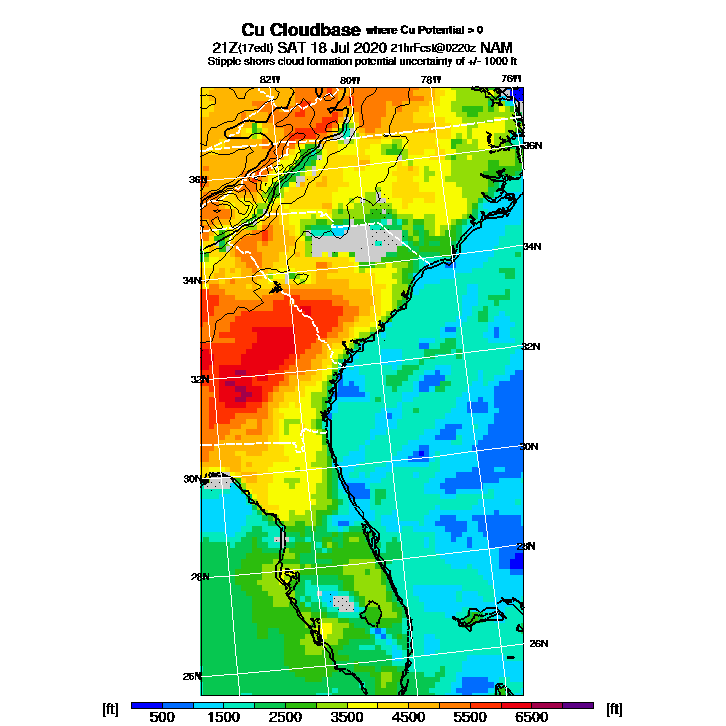 Cu Cloudbase where Cu Potential > 0
21Z(17edt) SAT 18 Jul 2020 21hrFcst@0220z NAM
Stipple shows cloud formation potential uncertainty of +/- 1000 ft
82W 80W 78W 76W
36N
36N
34N
34N
32N
32N
30N
30N
28N
28N
26N
26N
[ft] 500 1500 2500 3500 4500 5500 6500 [ft]